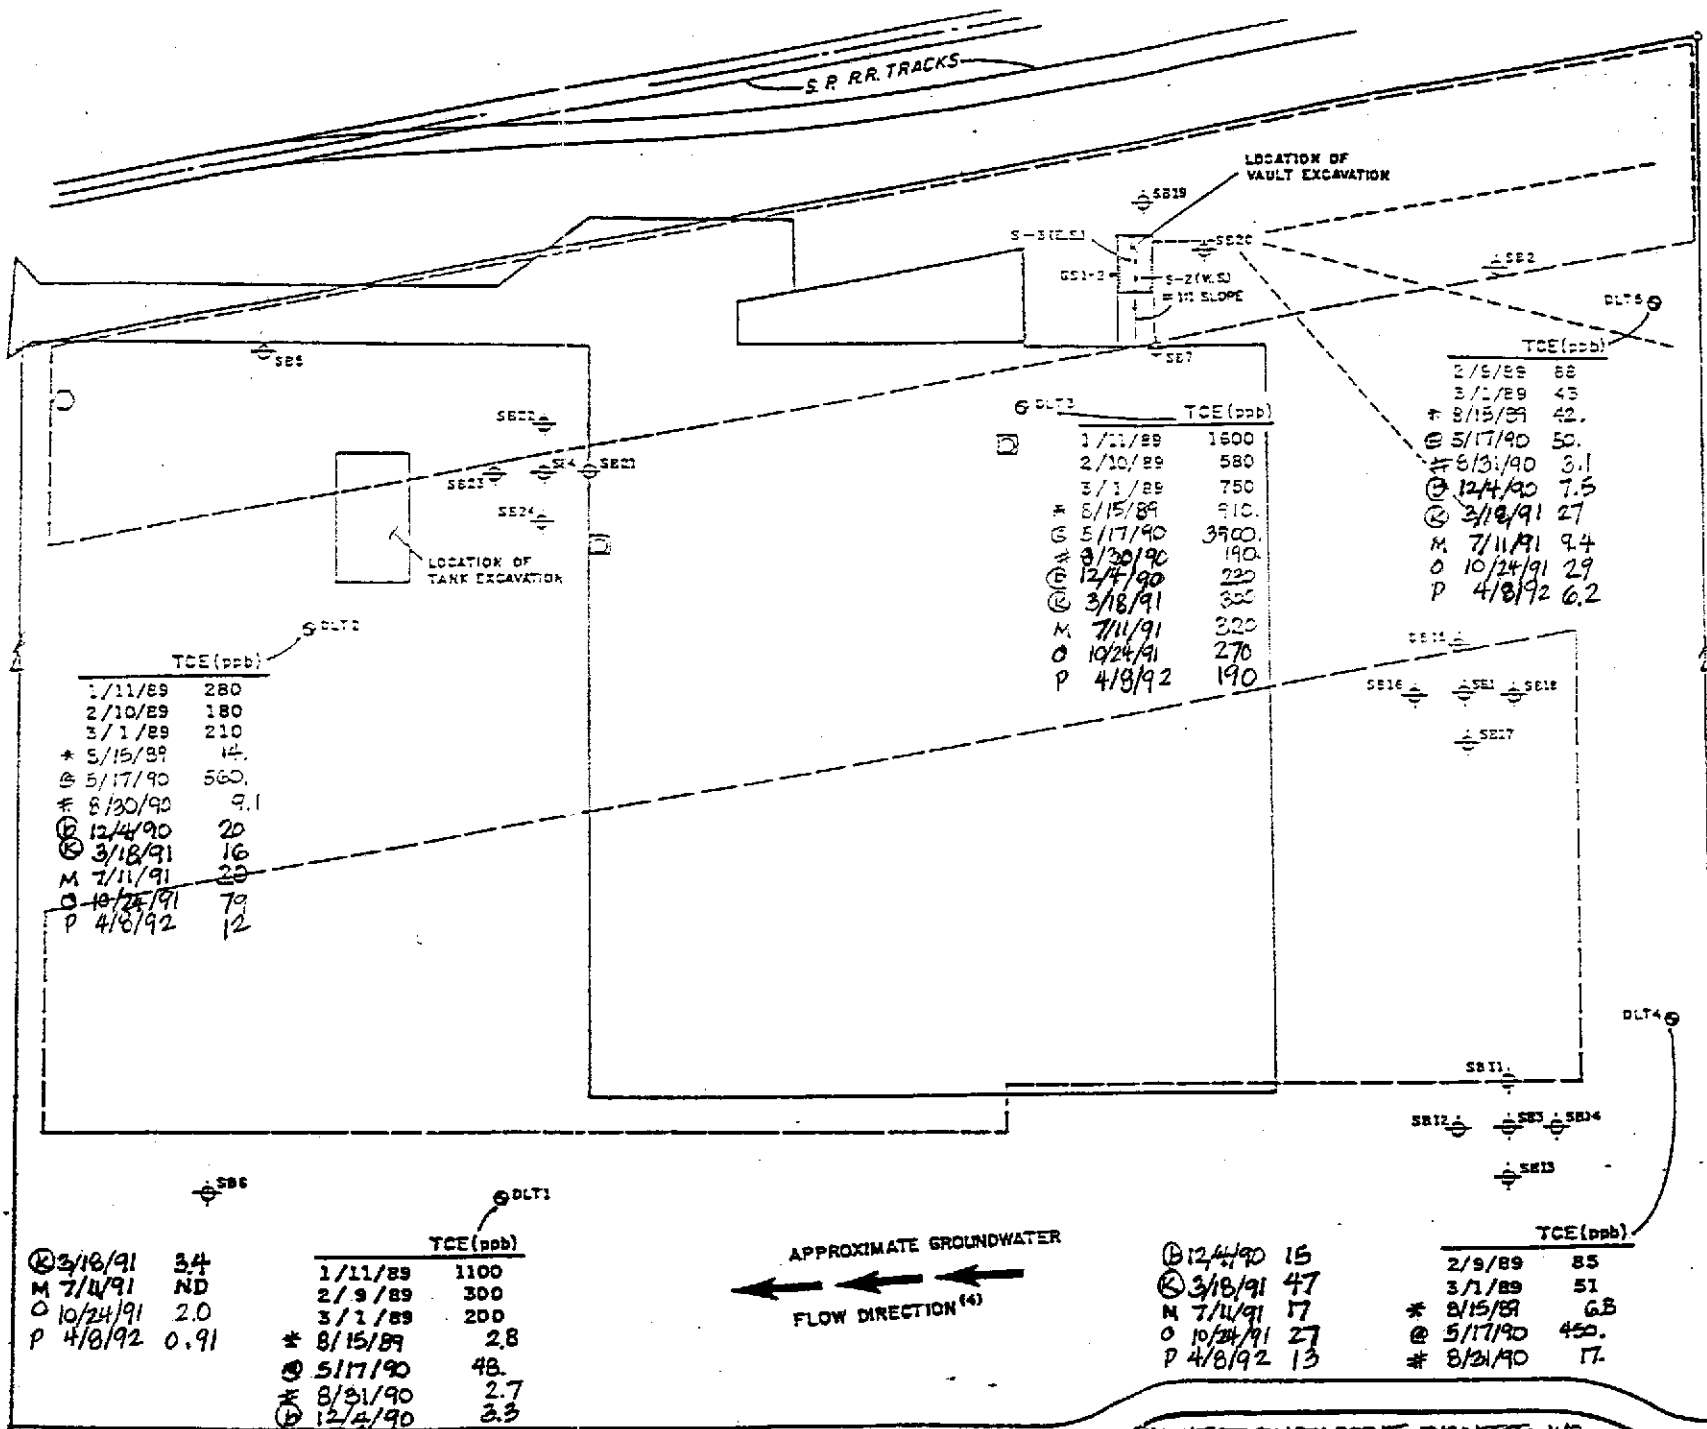 S.P. R.R. TRACKS
LOCATION OF
VAULT EXCAVATION
SB19
S-3(E.S)
SB20
GS1-2
S-2(W.S)
1:1 SLOPE
SB2
DLT5
SB5
SB7
TCE(ppb)
2/9/89 88
3/1/89 43
* 8/15/89 42.
@ 5/17/90 50.
# 8/31/90 3.1
(b) 12/4/90 7.5
(K) 3/18/91 27
M 7/11/91 9.4
O 10/24/91 29
P 4/8/92 6.2
DLT3
TCE(ppb)
1/11/89 1600
2/10/89 580
3/1/89 750
* 8/15/89 910.
@ 5/17/90 3900.
# 8/30/90 190.
(b) 12/4/90 220
(K) 3/18/91
M 7/11/91 320
O 10/24/91 270
P 4/8/92 190
SB22
SB23
SB4
SB21
SB24
LOCATION OF
TANK EXCAVATION
DLT2
TCE(ppb)
1/11/89 280
2/10/89 180
3/1/89 210
* 8/15/89 14.
@ 5/17/90 560.
# 8/30/90 9.1
(b) 12/4/90 20
(K) 3/18/91 16
M 7/11/91 20
O 10/24/91 79
P 4/8/92 12
SB15
SB16
SB1
SB18
SB17
DLT4
SB11
SB12
SB3
SB14
SB13
SB6
DLT1
TCE(ppb)
1/11/89 1100
2/9/89 300
3/1/89 200
* 8/15/89 2.8
@ 5/17/90 48.
# 8/31/90 2.7
(b) 12/4/90 3.3
(K) 3/18/91 3.4
M 7/11/91 ND
O 10/24/91 2.0
P 4/8/92 0.91
APPROXIMATE GROUNDWATER
FLOW DIRECTION (4)
TCE(ppb)
2/9/89 85
3/1/89 51
* 8/15/89 6.8
@ 5/17/90 450.
# 8/31/90 17.
(b) 12/4/90 15
(K) 3/18/91 47
M 7/11/91 17
O 10/24/91 27
P 4/8/92 13